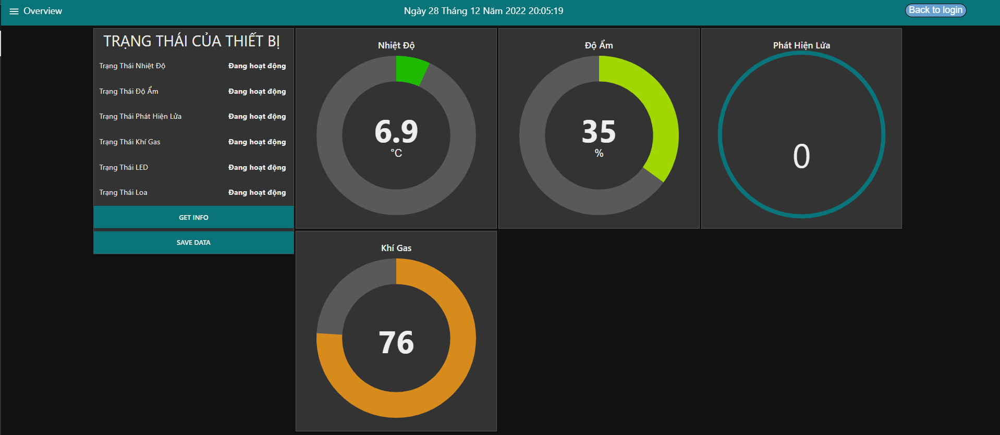 Overview
Ngày 28 Tháng 12 Năm 2022 20:05:19
Back to login
TRẠNG THÁI CỦA THIẾT BỊ
Trạng Thái Nhiệt Độ Đang hoạt động
Trạng Thái Độ Ẩm Đang hoạt động
Trạng Thái Phát Hiện Lửa Đang hoạt động
Trạng Thái Khí Gas Đang hoạt động
Trạng Thái LED Đang hoạt động
Trạng Thái Loa Đang hoạt động
GET INFO
SAVE DATA
Nhiệt Độ
6.9
°C
Độ Ẩm
35
%
Phát Hiện Lửa
0
Khí Gas
76